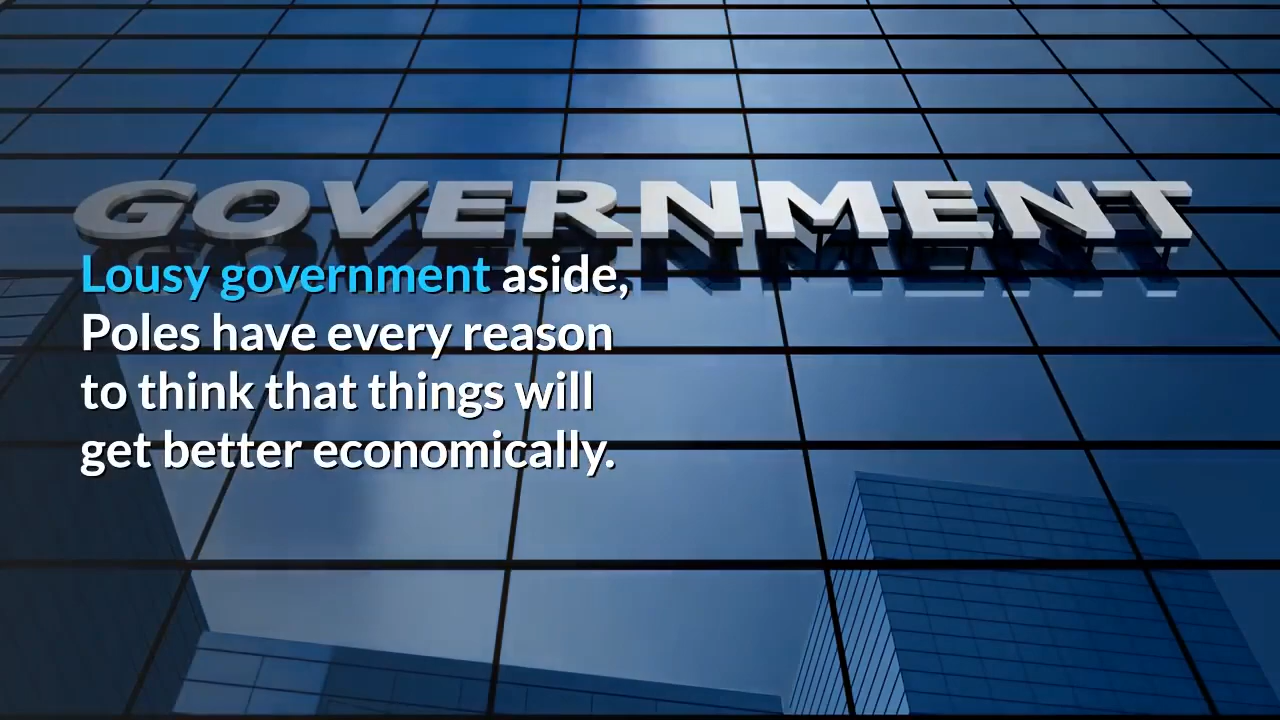 GOVERNMENT
Lousy government aside,
Poles have every reason
to think that things will
get better economically.